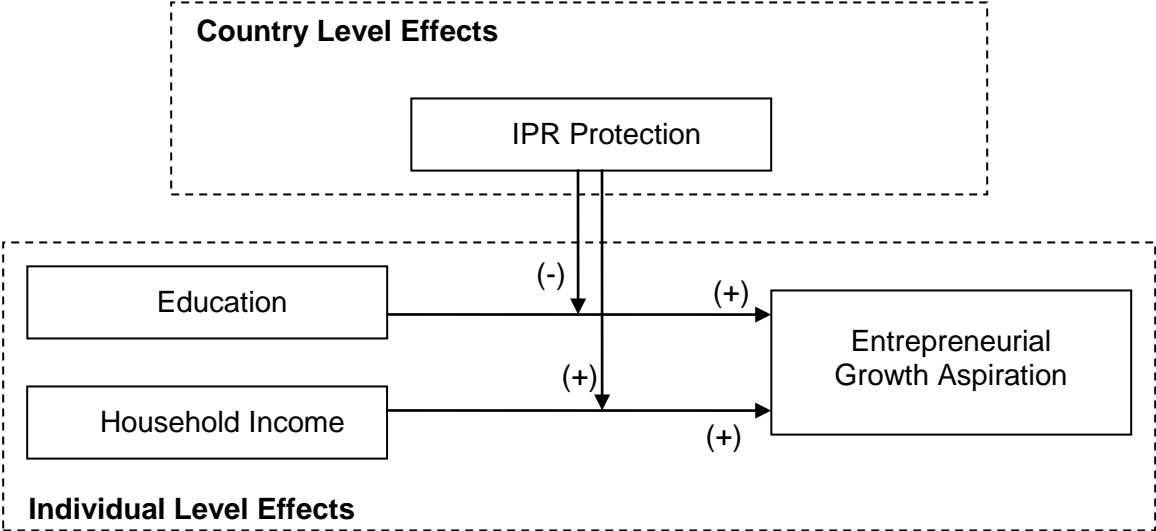 Country Level Effects
IPR Protection
Education
(-)
(+)
Entrepreneurial
Growth Aspiration
(+)
Household Income
(+)
Individual Level Effects